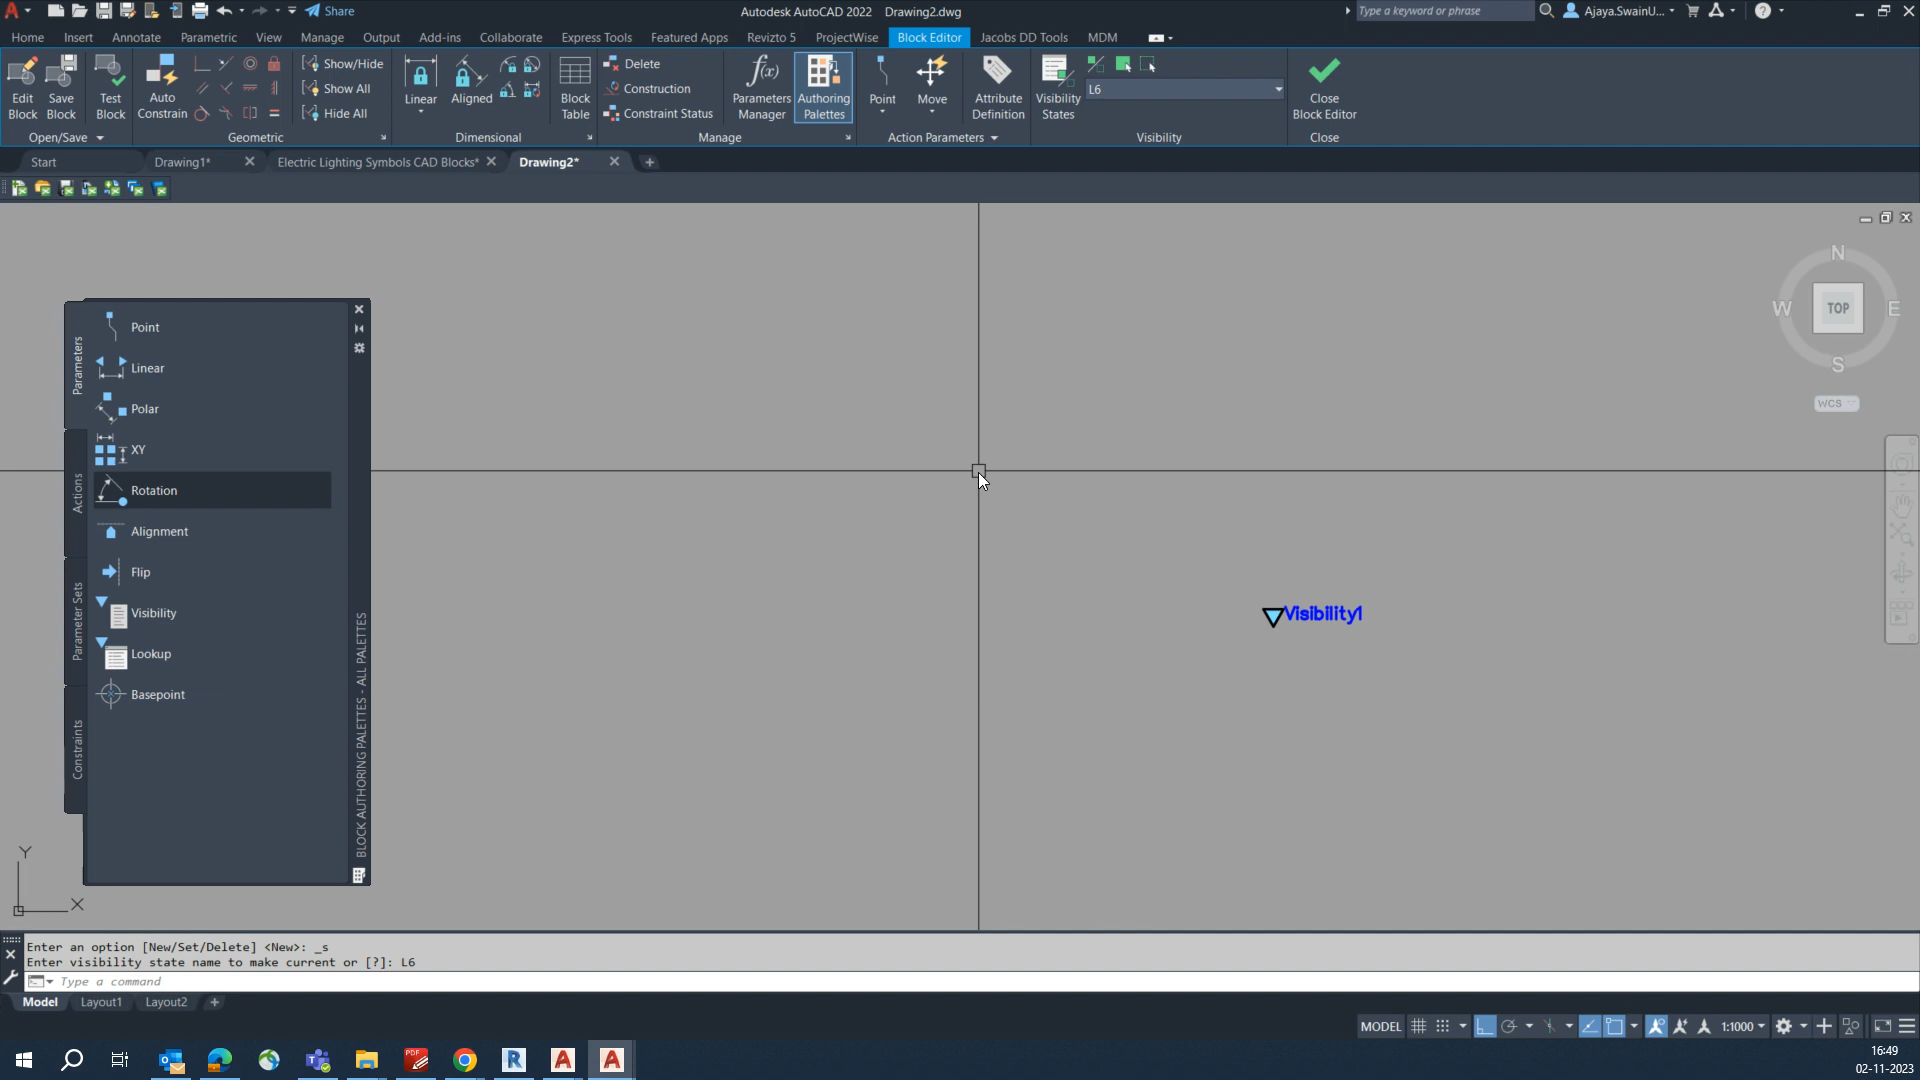 Share
Autodesk AutoCAD 2022 Drawing2.dwg
Type a keyword or phrase
Ajaya.SwainU...
Home Insert Annotate Parametric View Manage Output Add-ins Collaborate Express Tools Featured Apps Revizto 5 ProjectWise Block Editor Jacobs DD Tools MDM
Edit Block
Save Block
Test Block
Auto Constrain
Show/Hide
Show All
Hide All
Linear
Aligned
Block Table
Delete
Construction
Constraint Status
Parameters Manager
Authoring Palettes
Point
Move
Attribute Definition
Visibility States
L6
Close Block Editor
Open/Save Geometric Dimensional Manage Action Parameters Visibility Close
Start Drawing1* Electric Lighting Symbols CAD Blocks* Drawing2*
N
W TOP E
S
WCS
Parameters
Actions
Parameter Sets
Constraints
Point
Linear
Polar
XY
Rotation
Alignment
Flip
Visibility
Lookup
Basepoint
BLOCK AUTHORING PALETTES - ALL PALETTES
Visibility1
Y
X
Enter an option [New/Set/Delete] <New>: _s
Enter visibility state name to make current or [?]: L6
Type a command
Model Layout1 Layout2
MODEL 1:1000
16:49
02-11-2023